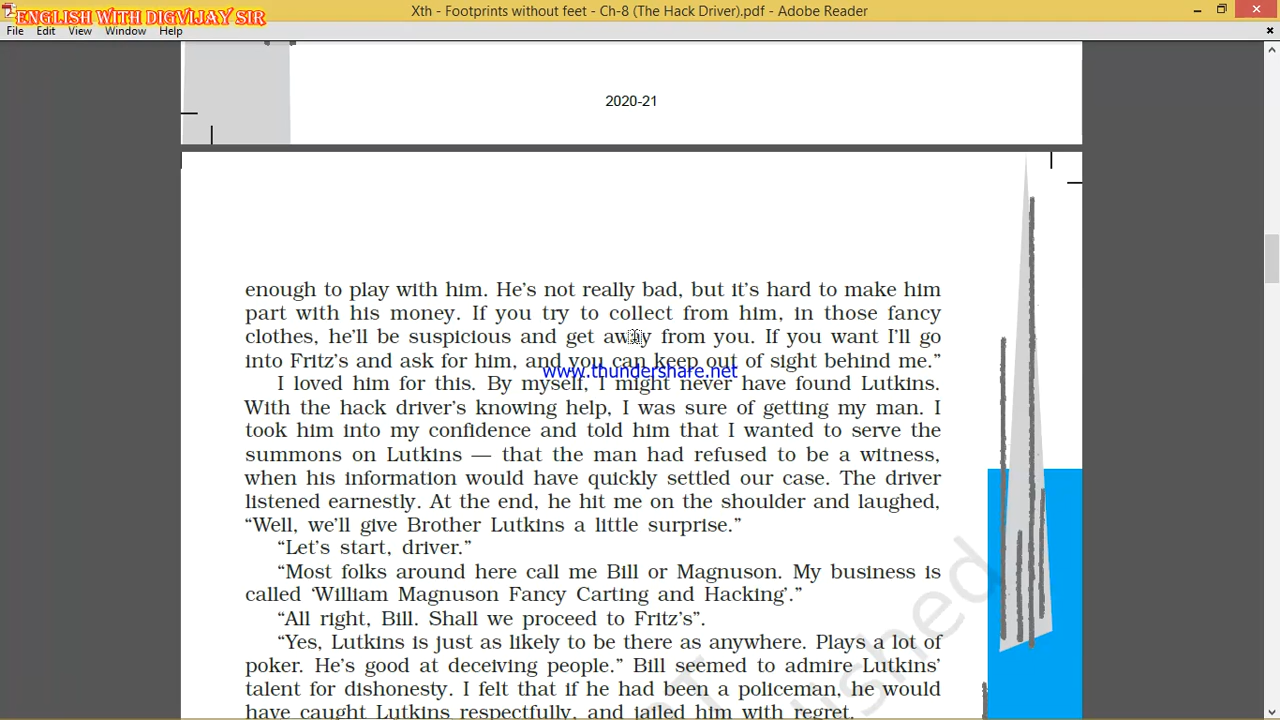 ENGLISH WITH DIGVIJAY SIR
Xth - Footprints without feet - Ch-8 (The Hack Driver).pdf - Adobe Reader
File Edit View Window Help
2020-21
enough to play with him. He's not really bad, but it's hard to make him
part with his money. If you try to collect from him, in those fancy
clothes, he'll be suspicious and get away from you. If you want I'll go
into Fritz's and ask for him, and you can keep out of sight behind me.”
www.thundershare.net
I loved him for this. By myself, I might never have found Lutkins.
With the hack driver's knowing help, I was sure of getting my man. I
took him into my confidence and told him that I wanted to serve the
summons on Lutkins — that the man had refused to be a witness,
when his information would have quickly settled our case. The driver
listened earnestly. At the end, he hit me on the shoulder and laughed,
“Well, we'll give Brother Lutkins a little surprise.”
“Let's start, driver.”
“Most folks around here call me Bill or Magnuson. My business is
called ‘William Magnuson Fancy Carting and Hacking’.”
“All right, Bill. Shall we proceed to Fritz's”.
“Yes, Lutkins is just as likely to be there as anywhere. Plays a lot of
poker. He's good at deceiving people.” Bill seemed to admire Lutkins'
talent for dishonesty. I felt that if he had been a policeman, he would
have caught Lutkins respectfully, and jailed him with regret.